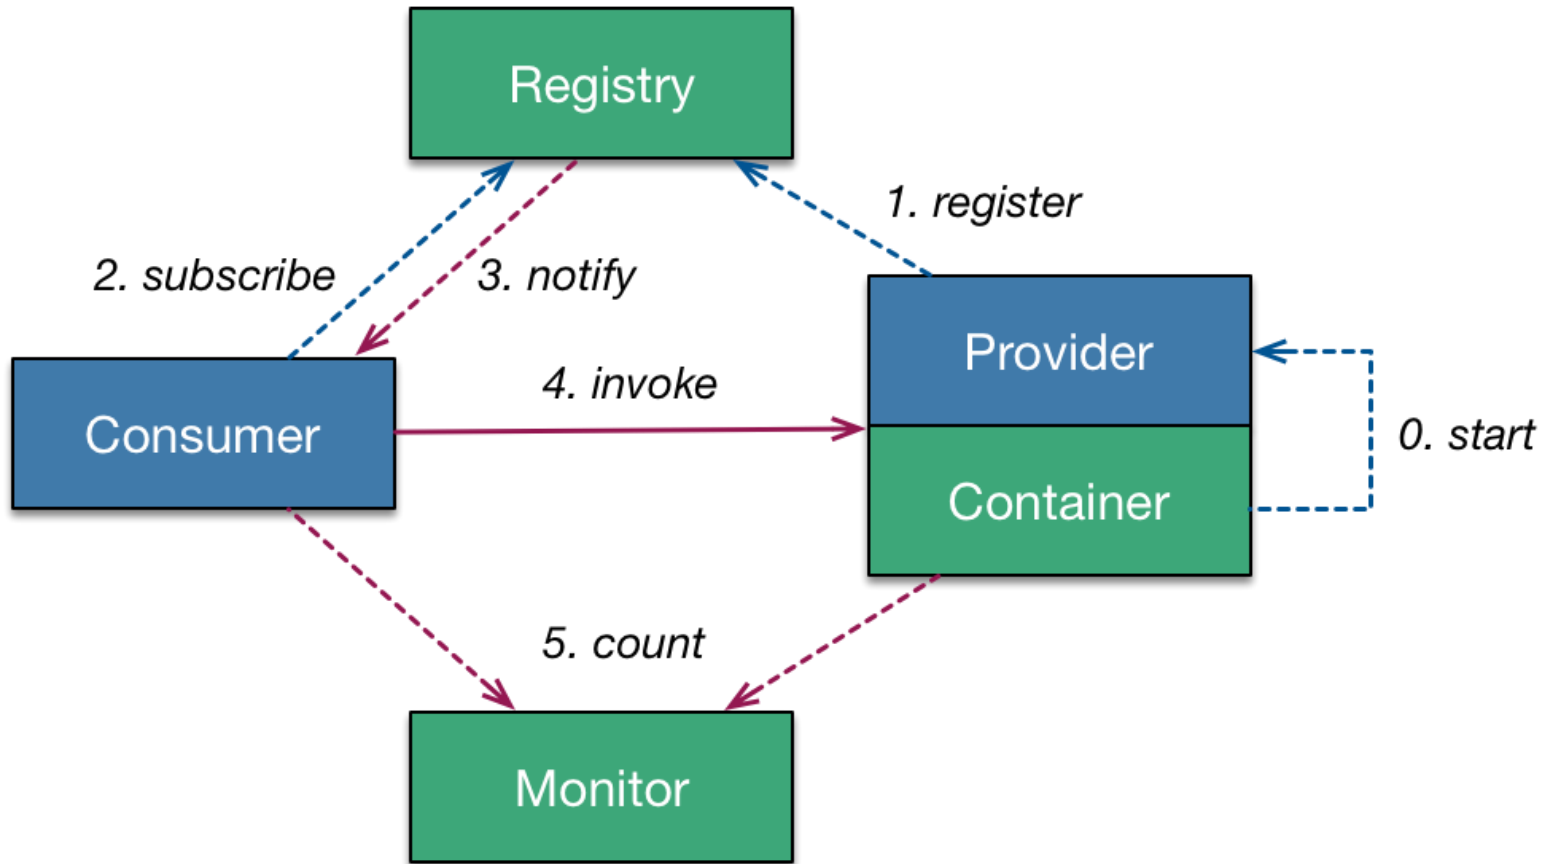 Registry
1. register
2. subscribe
3. notify
Provider
4. invoke
Consumer
0. start
Container
5. count
Monitor